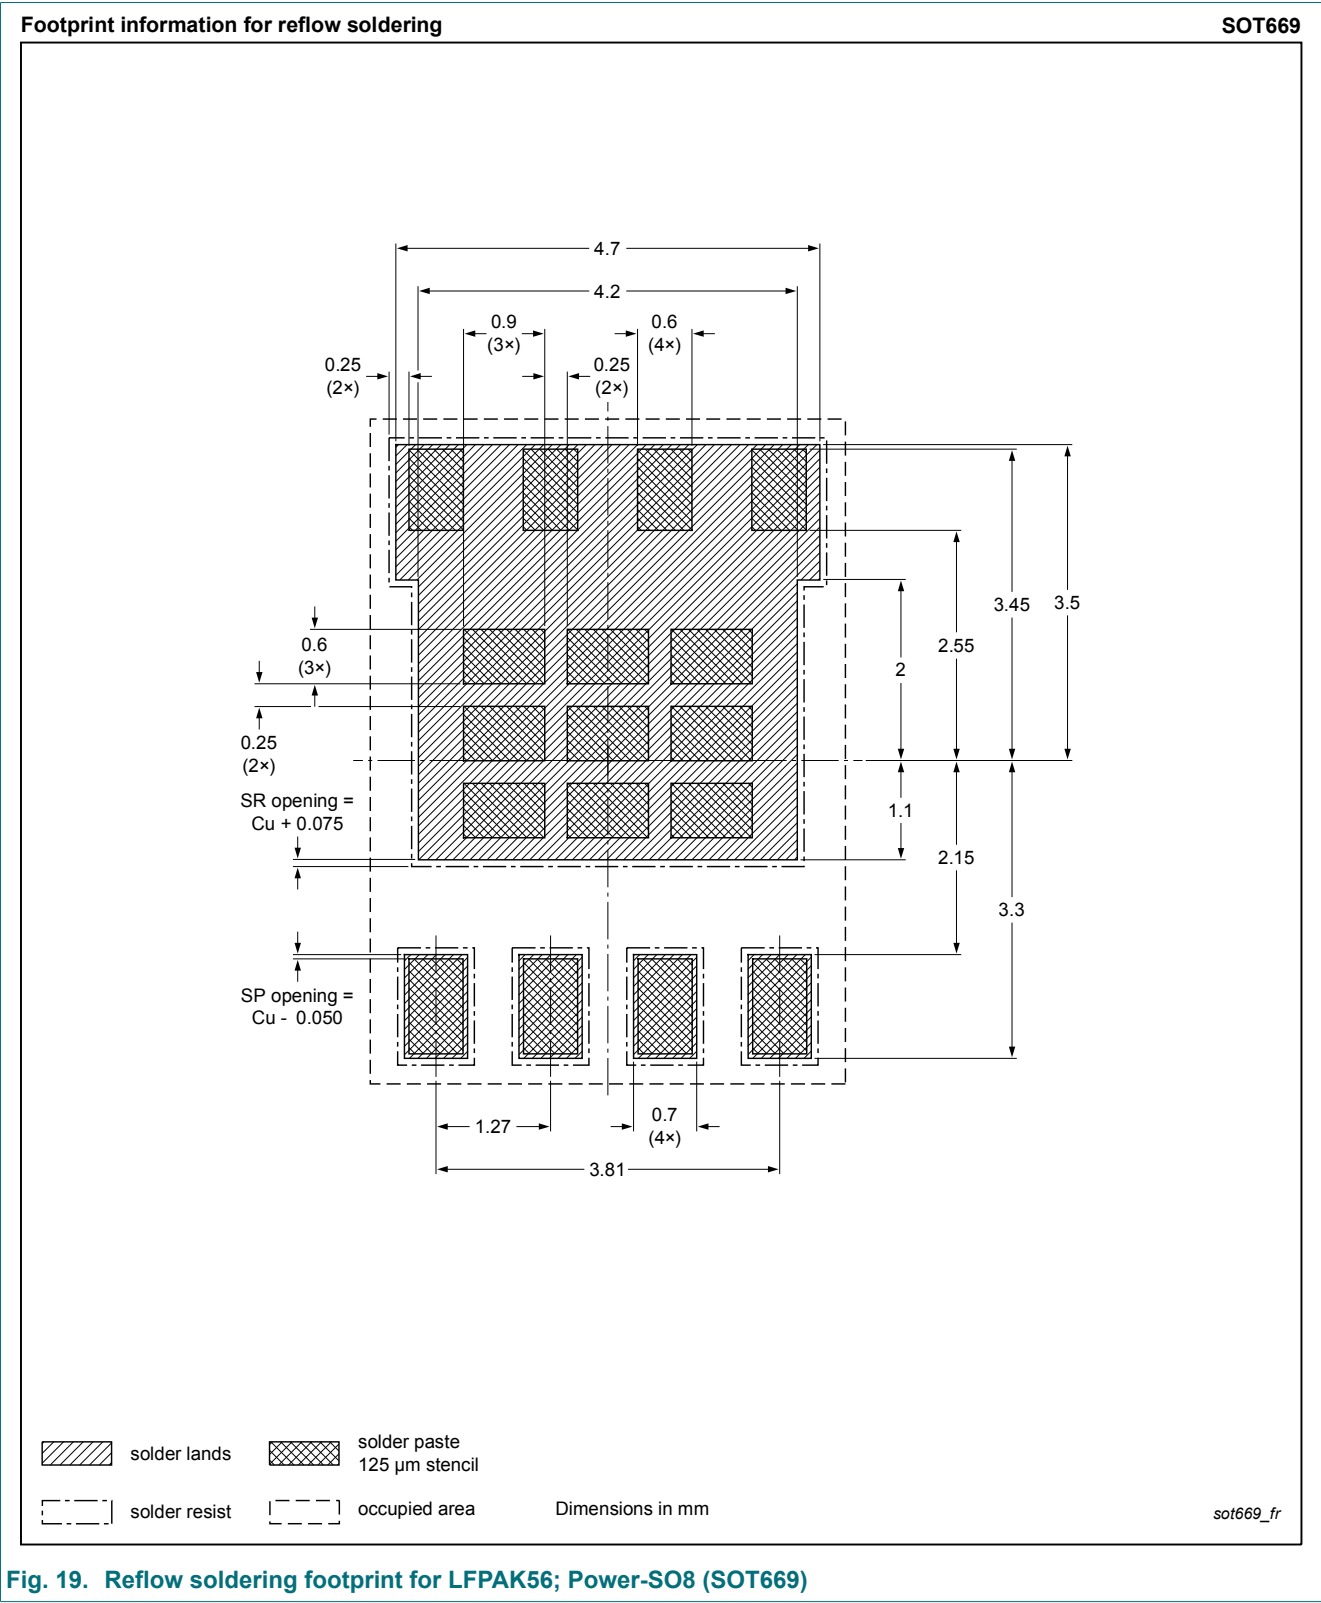 Footprint information for reflow soldering
SOT669
4.7
4.2
0.9
(3×)
0.6
(4×)
0.25
(2×)
0.25
(2×)
3.45
3.5
2.55
2
0.6
(3×)
0.25
(2×)
SR opening =
Cu + 0.075
1.1
2.15
3.3
SP opening =
Cu - 0.050
1.27
0.7
(4×)
3.81
solder lands
solder paste
125 µm stencil
solder resist
occupied area
Dimensions in mm
sot669_fr
Fig. 19. Reflow soldering footprint for LFPAK56; Power-SO8 (SOT669)